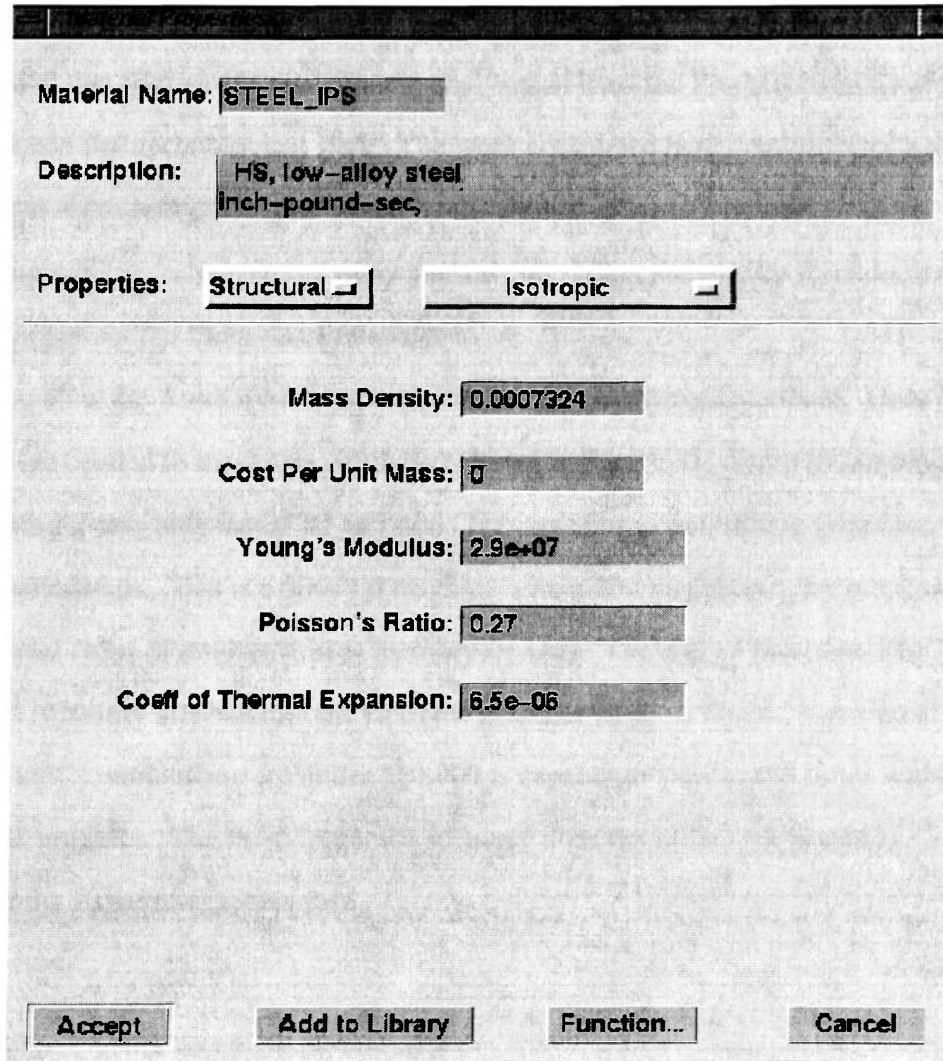 Material Properties
Material Name: STEEL_IPS
Description: HS, low-alloy steel
inch-pound-sec,
Properties: Structural Isotropic
Mass Density: 0.0007324
Cost Per Unit Mass: 0
Young's Modulus: 2.9e+07
Poisson's Ratio: 0.27
Coeff of Thermal Expansion: 6.5e-06
Accept Add to Library Function... Cancel